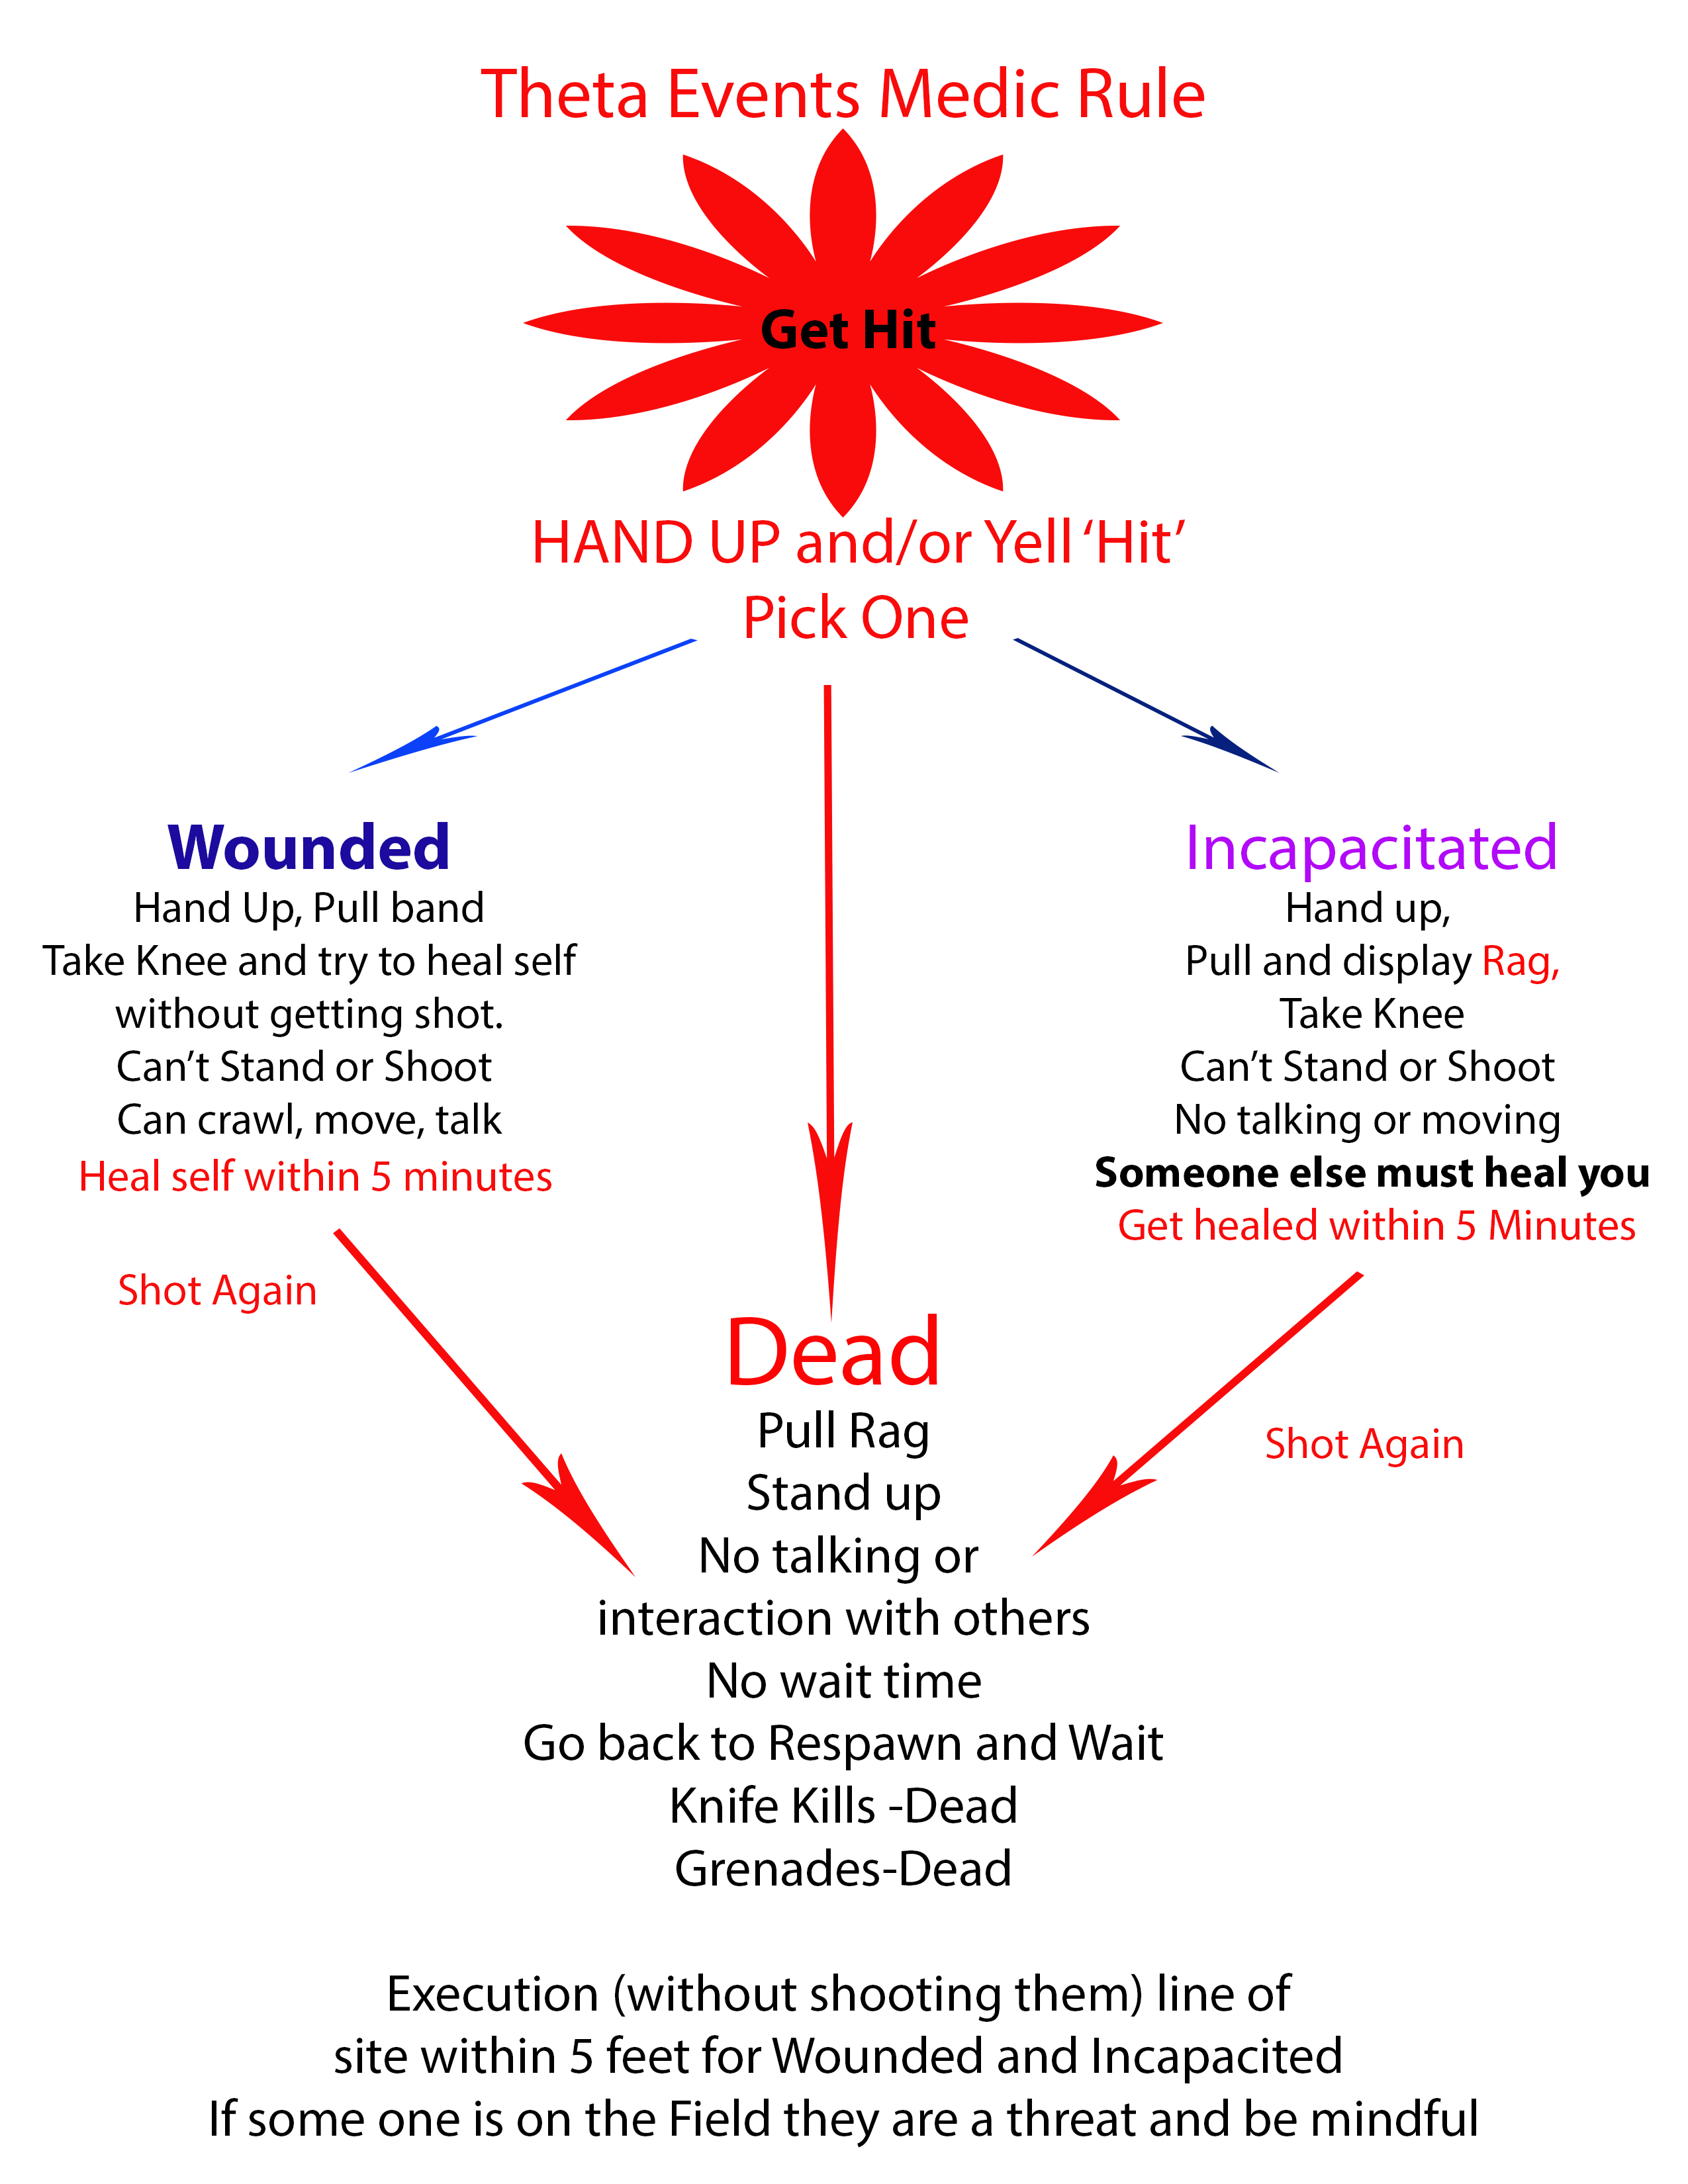 Theta Events Medic Rule
Get Hit
HAND UP and/or Yell ‘Hit’
Pick One
Wounded
Hand Up, Pull band
Take Knee and try to heal self
without getting shot.
Can’t Stand or Shoot
Can crawl, move, talk
Heal self within 5 minutes
Shot Again
Incapacitated
Hand up,
Pull and display Rag,
Take Knee
Can’t Stand or Shoot
No talking or moving
Someone else must heal you
Get healed within 5 Minutes
Shot Again
Dead
Pull Rag
Stand up
No talking or
interaction with others
No wait time
Go back to Respawn and Wait
Knife Kills -Dead
Grenades-Dead
Execution (without shooting them) line of
site within 5 feet for Wounded and Incapacited
If some one is on the Field they are a threat and be mindful